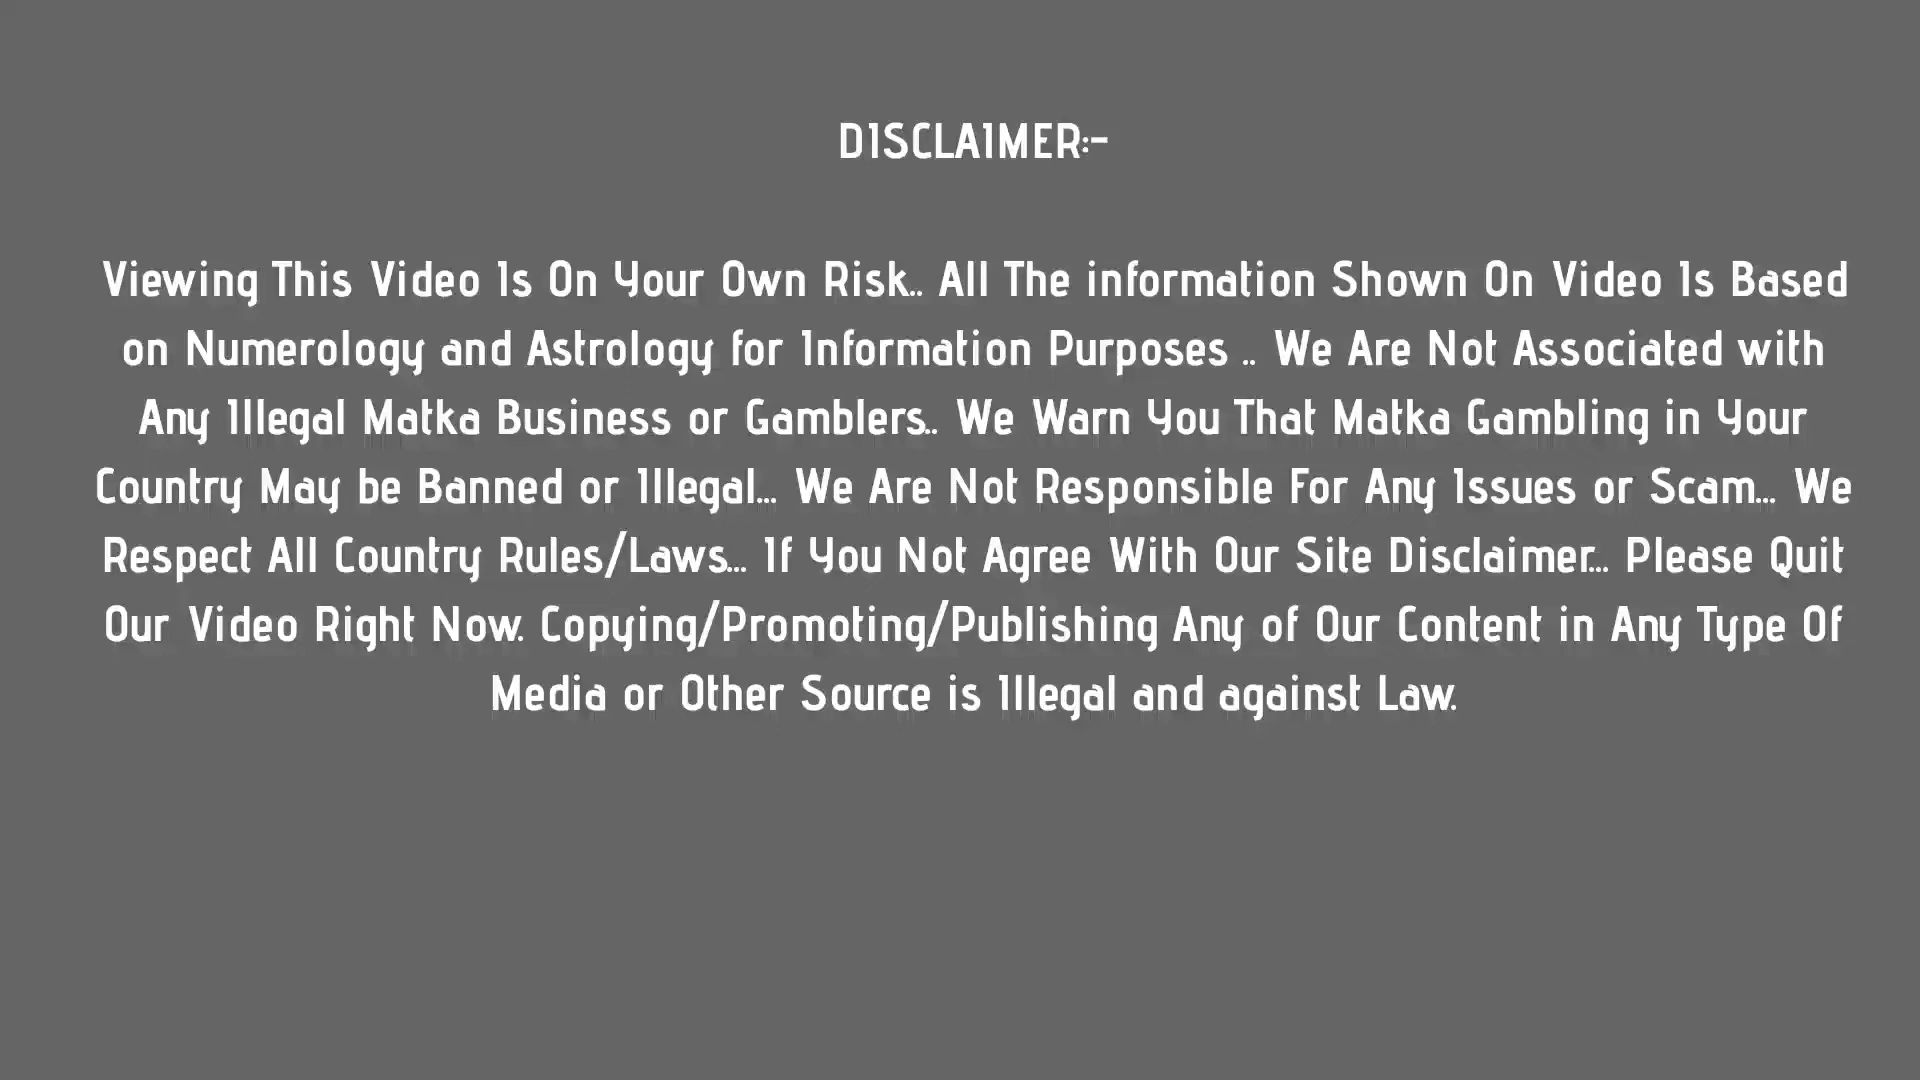 DISCLAIMER:-
Viewing This Video Is On Your Own Risk.. All The information Shown On Video Is Based
on Numerology and Astrology for Information Purposes .. We Are Not Associated with
Any Illegal Matka Business or Gamblers.. We Warn You That Matka Gambling in Your
Country May be Banned or Illegal... We Are Not Responsible For Any Issues or Scam... We
Respect All Country Rules/Laws... If You Not Agree With Our Site Disclaimer... Please Quit
Our Video Right Now. Copying/Promoting/Publishing Any of Our Content in Any Type Of
Media or Other Source is Illegal and against Law.